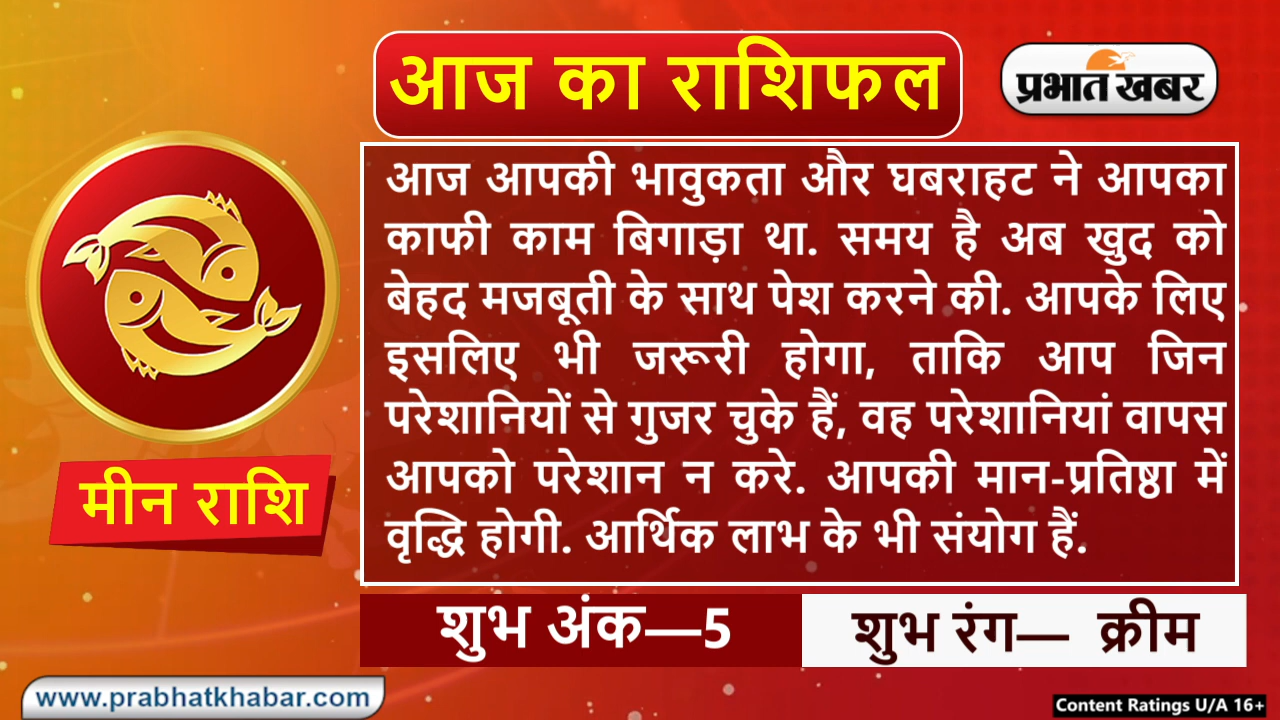 आज का राशिफल
प्रभात खबर
आज आपकी भावुकता और घबराहट ने आपका
काफी काम बिगाड़ा था. समय है अब खुद को
बेहद मजबूती के साथ पेश करने की. आपके लिए
इसलिए भी जरूरी होगा, ताकि आप जिन
परेशानियों से गुजर चुके हैं, वह परेशानियां वापस
आपको परेशान न करे. आपकी मान-प्रतिष्ठा में
वृद्धि होगी. आर्थिक लाभ के भी संयोग हैं.
मीन राशि
शुभ अंक—5
शुभ रंग— क्रीम
www.prabhatkhabar.com
Content Ratings U/A 16+